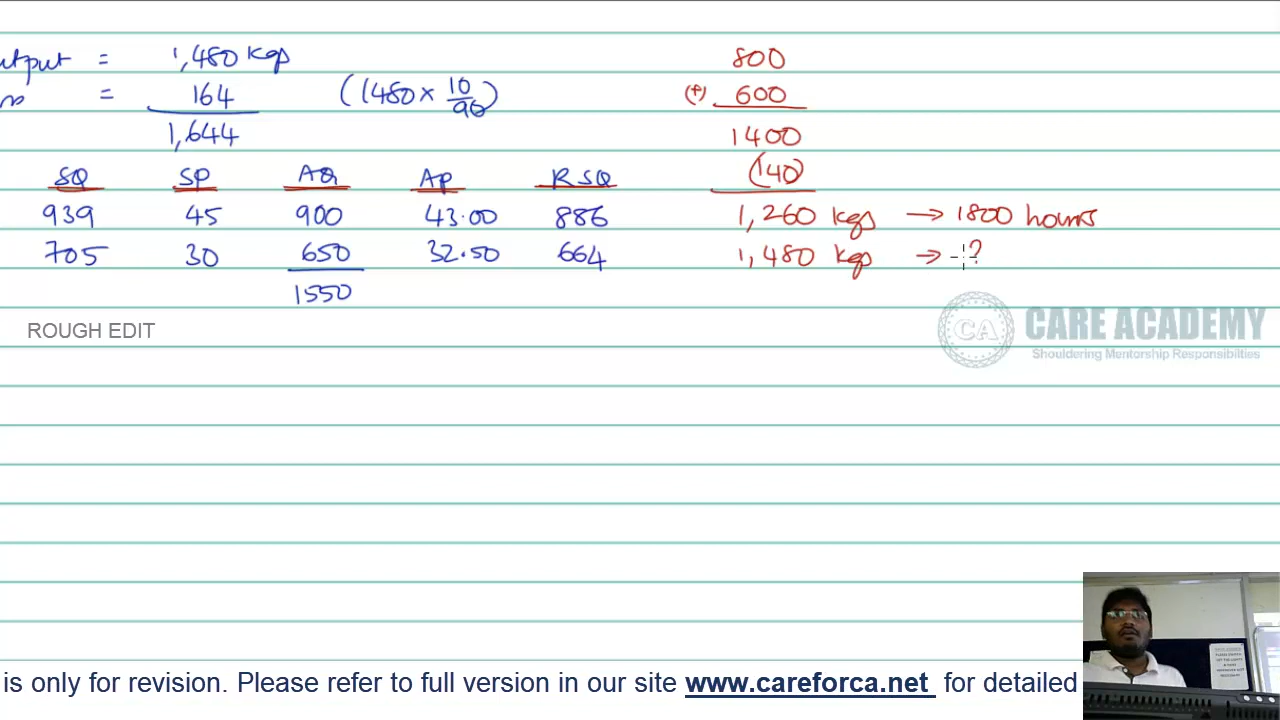 utput = 1,480 Kgs
= 164 (1480 × 10/90)
1,644
800
(+) 600
1400
(140)
SQ SP AQ AP RSQ
939 45 900 43.00 886 1,260 kgs → 1800 hours
705 30 650 32.50 664 1,480 kgs → ?
1550
ROUGH EDIT
CA CARE ACADEMY
Shouldering Mentorship Responsibilties
is only for revision. Please refer to full version in our site www.careforca.net for detailed